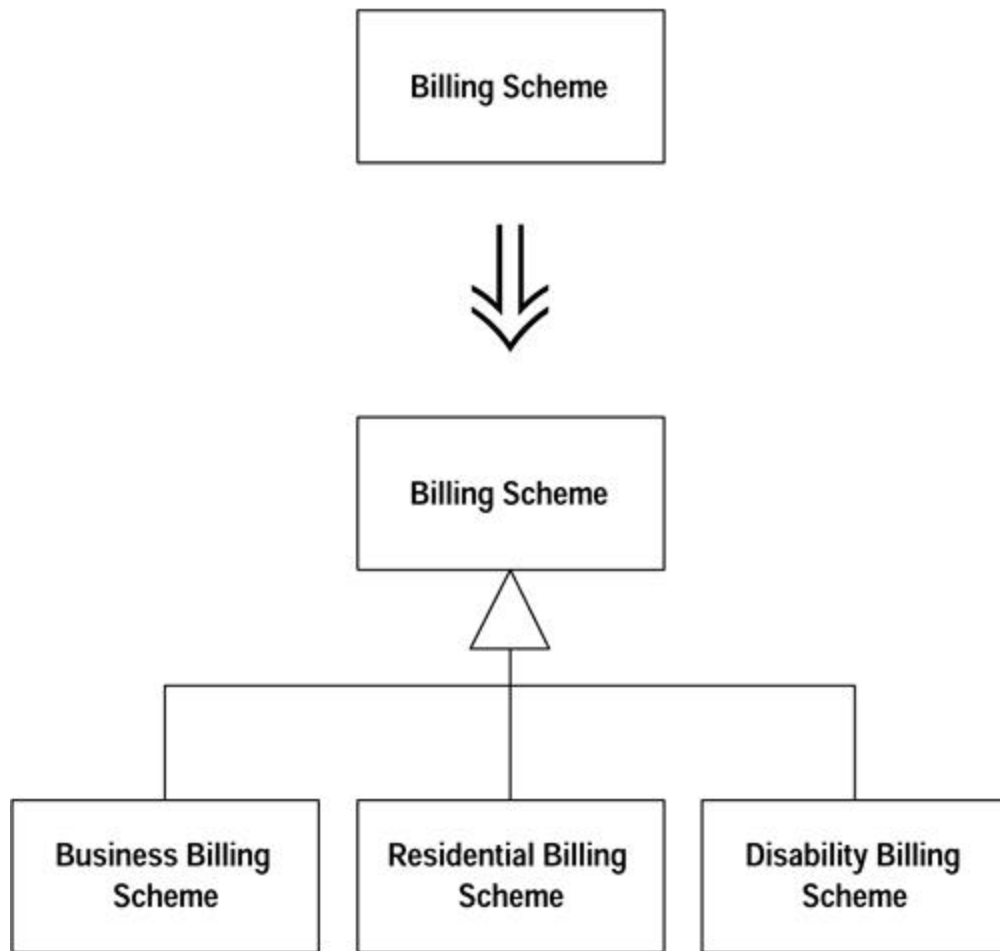 Billing Scheme
Billing Scheme
Business Billing
Scheme
Residential Billing
Scheme
Disability Billing
Scheme